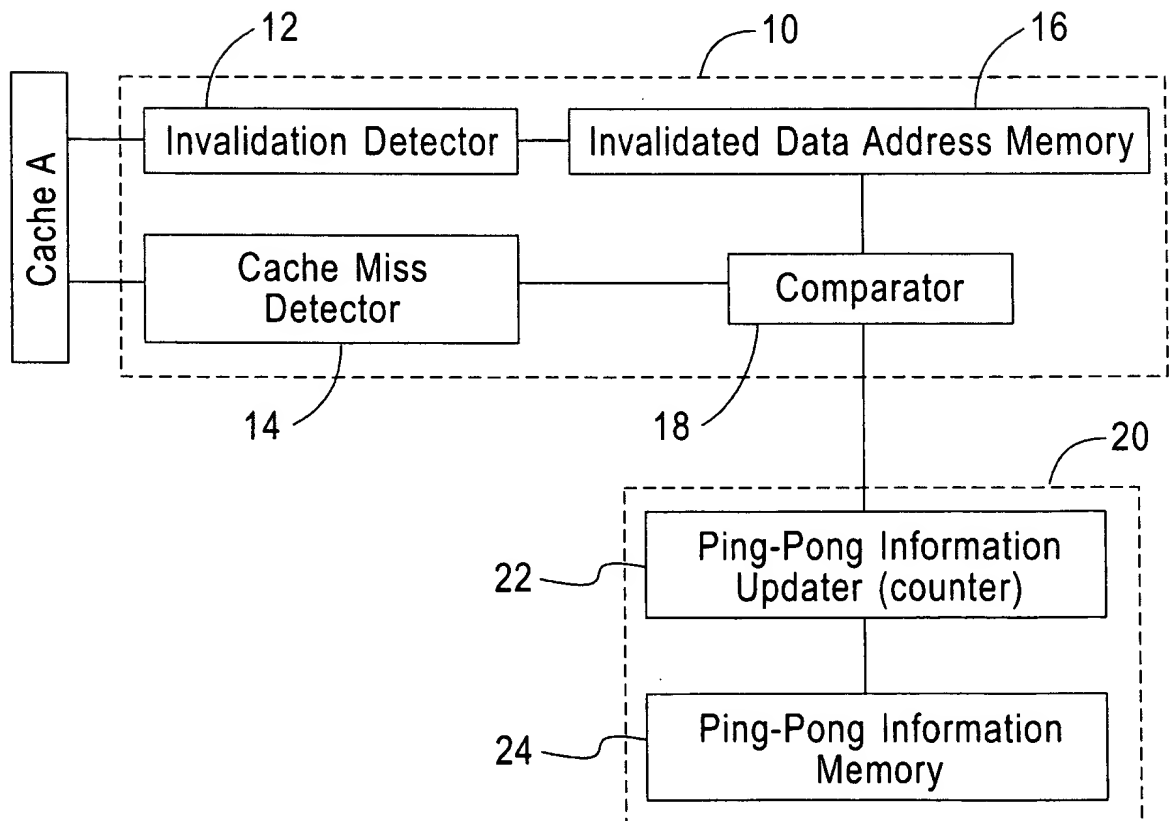 12
10
16
Cache A
Invalidation Detector
Invalidated Data Address Memory
Cache Miss
Detector
Comparator
14
18
20
22
Ping-Pong Information
Updater (counter)
24
Ping-Pong Information
Memory